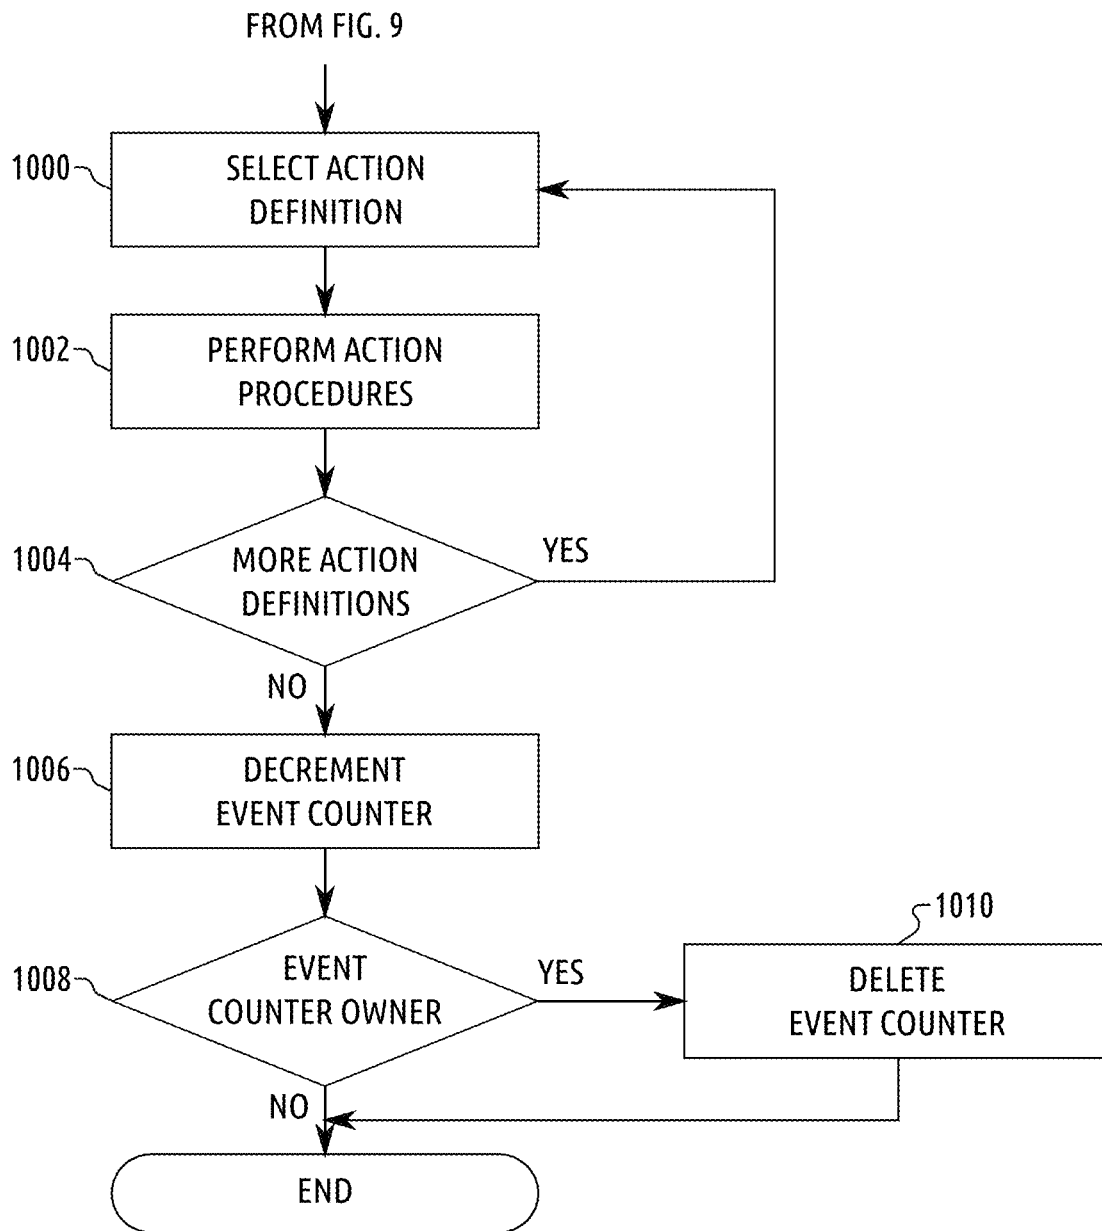 FROM FIG. 9
1000
SELECT ACTION
DEFINITION
1002
PERFORM ACTION
PROCEDURES
1004
MORE ACTION
DEFINITIONS
YES
NO
1006
DECREMENT
EVENT COUNTER
1008
EVENT
COUNTER OWNER
YES
1010
DELETE
EVENT COUNTER
NO
END